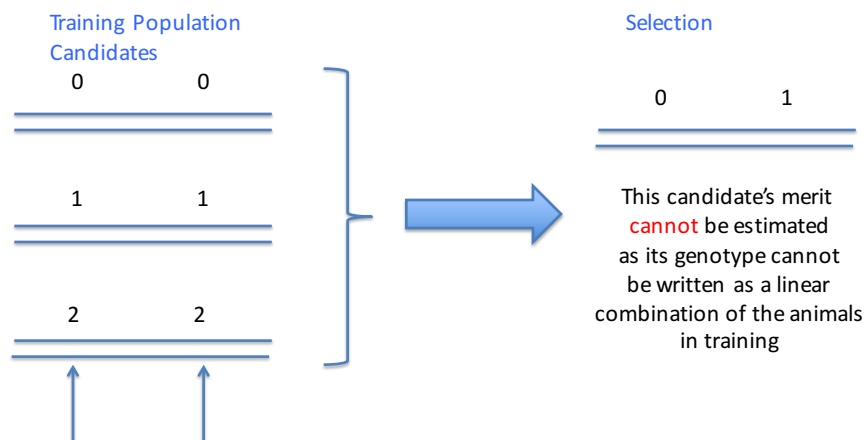 Training Population
Candidates
Selection
0 0
0 1
1 1
2 2
This candidate's merit
cannot be estimated
as its genotype cannot
be written as a linear
combination of the animals
in training